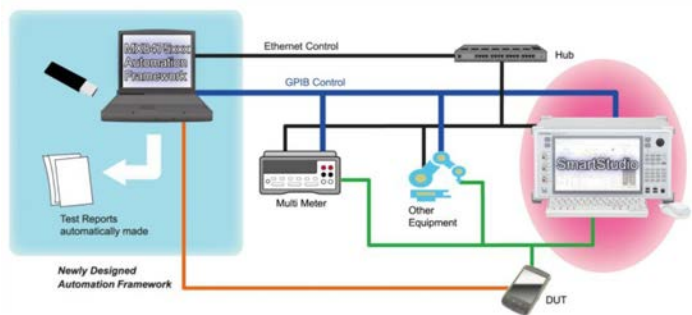 Ethernet Control
Hub
Automation
Framework
GPIB Control
SmartStudio
Multi Meter
Other
Equipment
Test Reports
automatically made
Newly Designed
Automation Framework
DUT